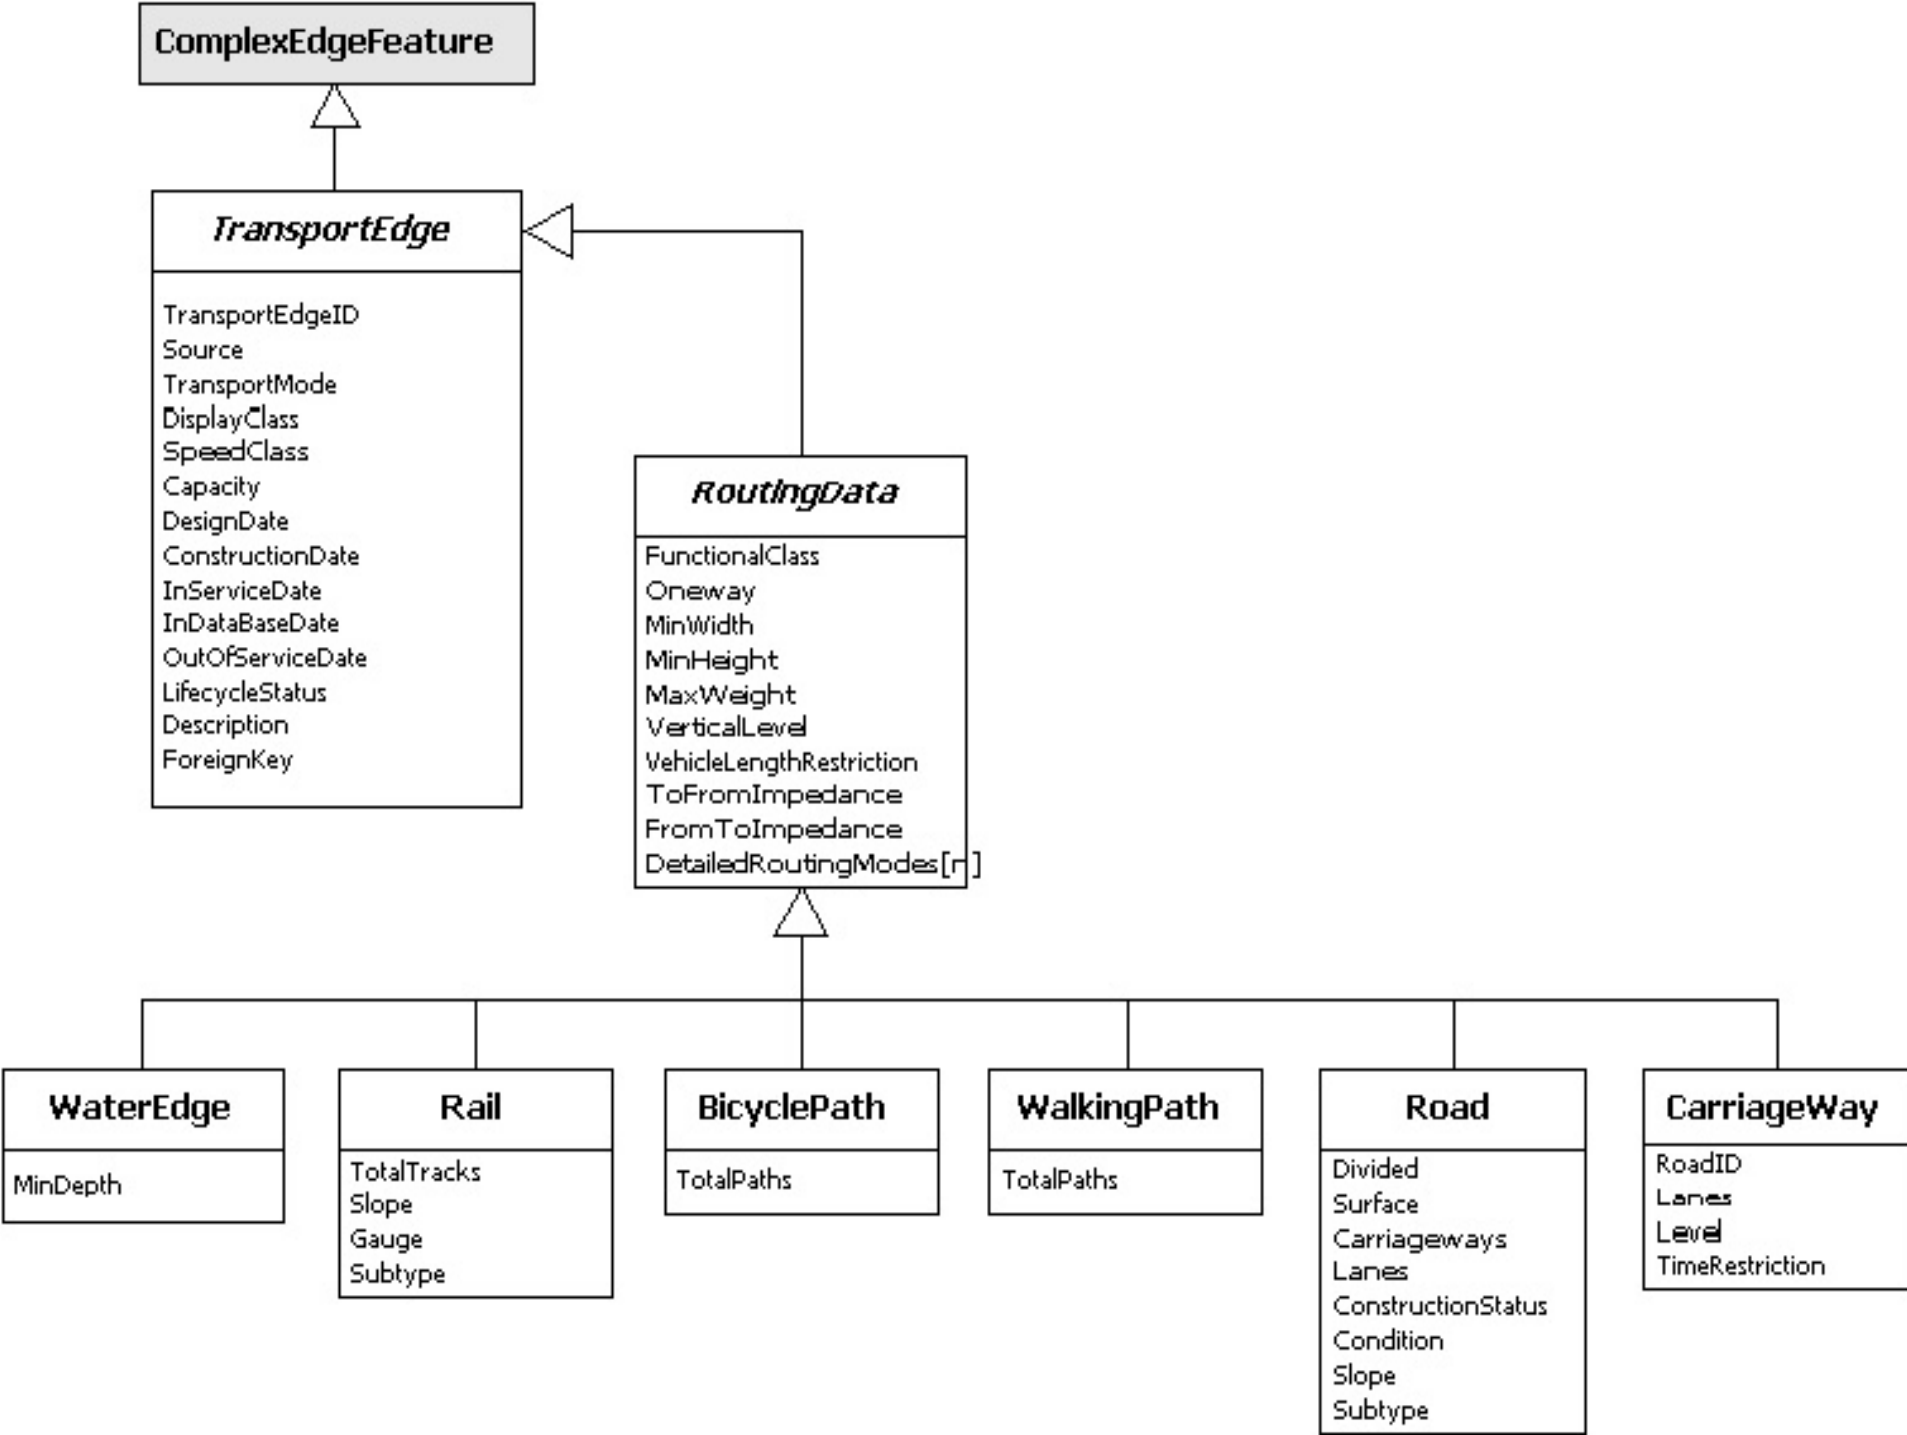 ComplexEdgeFeature
TransportEdge
TransportEdgeID
Source
TransportMode
DisplayClass
SpeedClass
Capacity
DesignDate
ConstructionDate
InServiceDate
InDataBaseDate
OutOfServiceDate
LifecycleStatus
Description
ForeignKey
RoutingData
FunctionalClass
Oneway
MinWidth
MinHeight
MaxWeight
VerticalLevel
VehicleLengthRestriction
ToFromImpedance
FromToImpedance
DetailedRoutingModes[n]
WaterEdge
MinDepth
Rail
TotalTracks
Slope
Gauge
Subtype
BicyclePath
TotalPaths
WalkingPath
TotalPaths
Road
Divided
Surface
Carriageways
Lanes
ConstructionStatus
Condition
Slope
Subtype
CarriageWay
RoadID
Lanes
Level
TimeRestriction